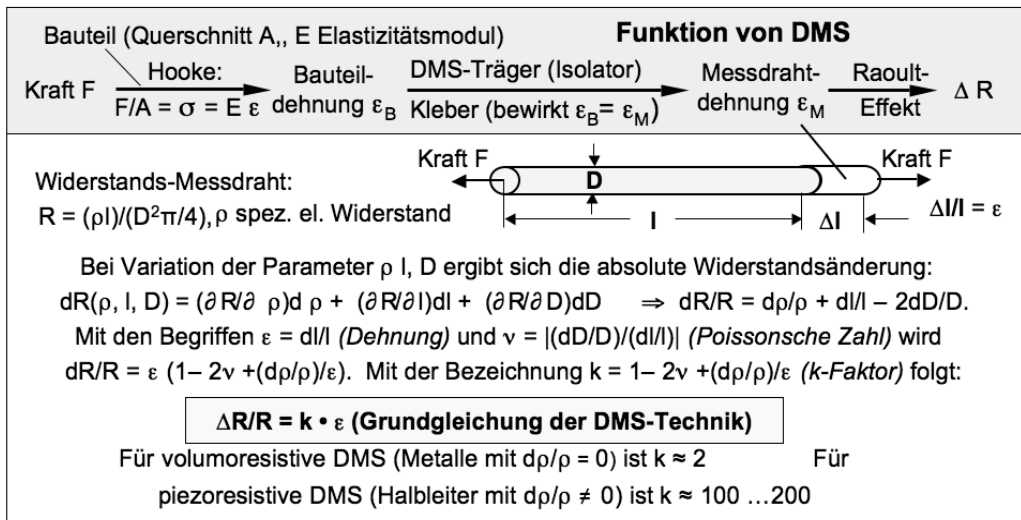 Bauteil (Querschnitt A,, E Elastizitätsmodul)
Funktion von DMS
Kraft F
Hooke:
F/A = σ = E ε
Bauteil-
dehnung ε_B
DMS-Träger (Isolator)
Kleber (bewirkt ε_B= ε_M)
Messdraht-
dehnung ε_M
Raoult-
Effekt
Δ R
Kraft F
Kraft F
D
l
Δl
Δl/l = ε
Widerstands-Messdraht:
R = (ρl)/(D²π/4), ρ spez. el. Widerstand
Bei Variation der Parameter ρ l, D ergibt sich die absolute Widerstandsänderung:
dR(ρ, l, D) = (∂ R/∂ ρ)d ρ + (∂ R/∂ l)dl + (∂ R/∂ D)dD ⇒ dR/R = dρ/ρ + dl/l – 2dD/D.
Mit den Begriffen ε = dl/l (Dehnung) und ν = |(dD/D)/(dl/l)| (Poissonsche Zahl) wird
dR/R = ε (1– 2ν +(dρ/ρ)/ε). Mit der Bezeichnung k = 1– 2ν +(dρ/ρ)/ε (k-Faktor) folgt:
ΔR/R = k • ε (Grundgleichung der DMS-Technik)
Für volumoresistive DMS (Metalle mit dρ/ρ = 0) ist k ≈ 2 Für
piezoresistive DMS (Halbleiter mit dρ/ρ ≠ 0) ist k ≈ 100 …200